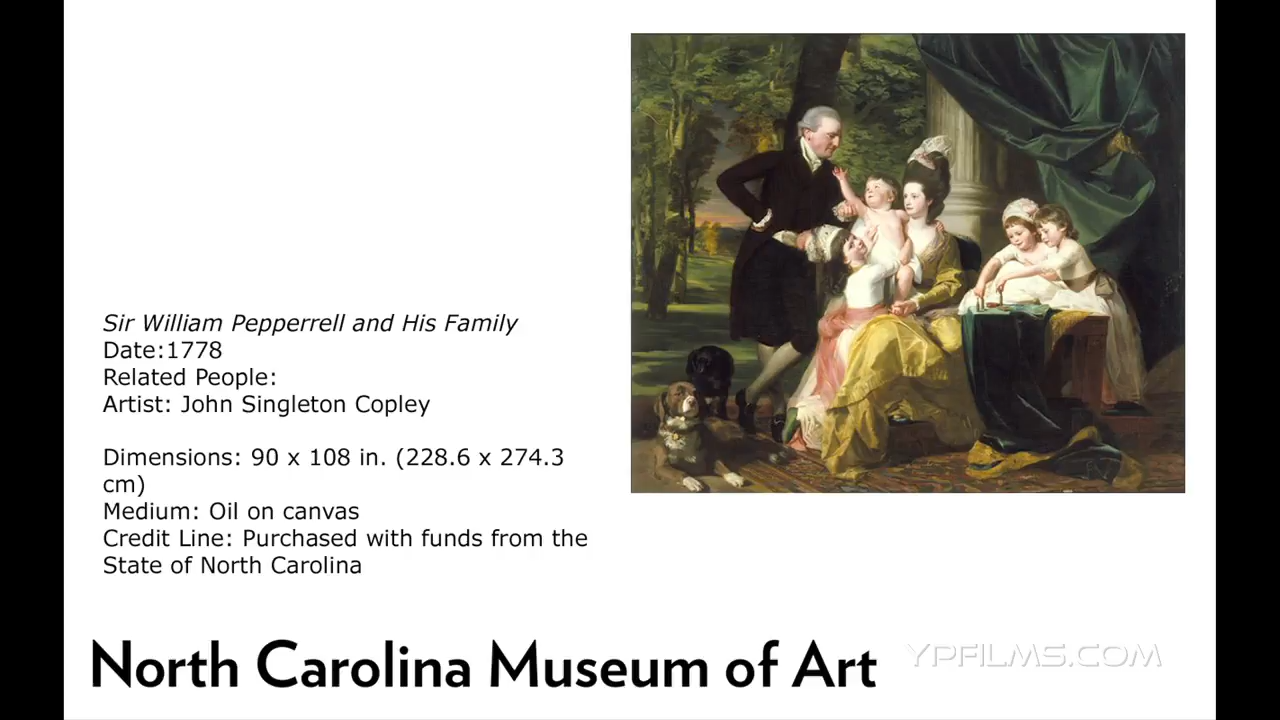 Sir William Pepperrell and His Family
Date:1778
Related People:
Artist: John Singleton Copley
Dimensions: 90 x 108 in. (228.6 x 274.3
cm)
Medium: Oil on canvas
Credit Line: Purchased with funds from the
State of North Carolina
North Carolina Museum of Art
YPFILMS.COM